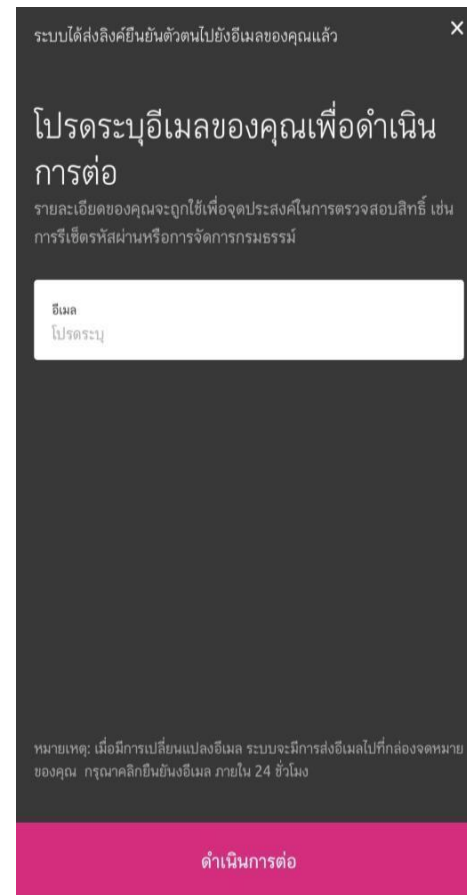 ระบบได้ส่งลิงค์ยืนยันตัวตนไปยังอีเมลของคุณแล้ว
โปรดระบุอีเมลของคุณเพื่อดำเนิน
การต่อ
รายละเอียดของคุณจะถูกใช้เพื่อจุดประสงค์ในการตรวจสอบสิทธิ์ เช่น
การรีเซ็ตรหัสผ่านหรือการจัดการกรมธรรม์
อีเมล
โปรดระบุ
หมายเหตุ: เมื่อมีการเปลี่ยนแปลงอีเมล ระบบจะมีการส่งอีเมลไปที่กล่องจดหมาย
ของคุณ กรุณาคลิกยืนยันงอีเมล ภายใน 24 ชั่วโมง
ดำเนินการต่อ